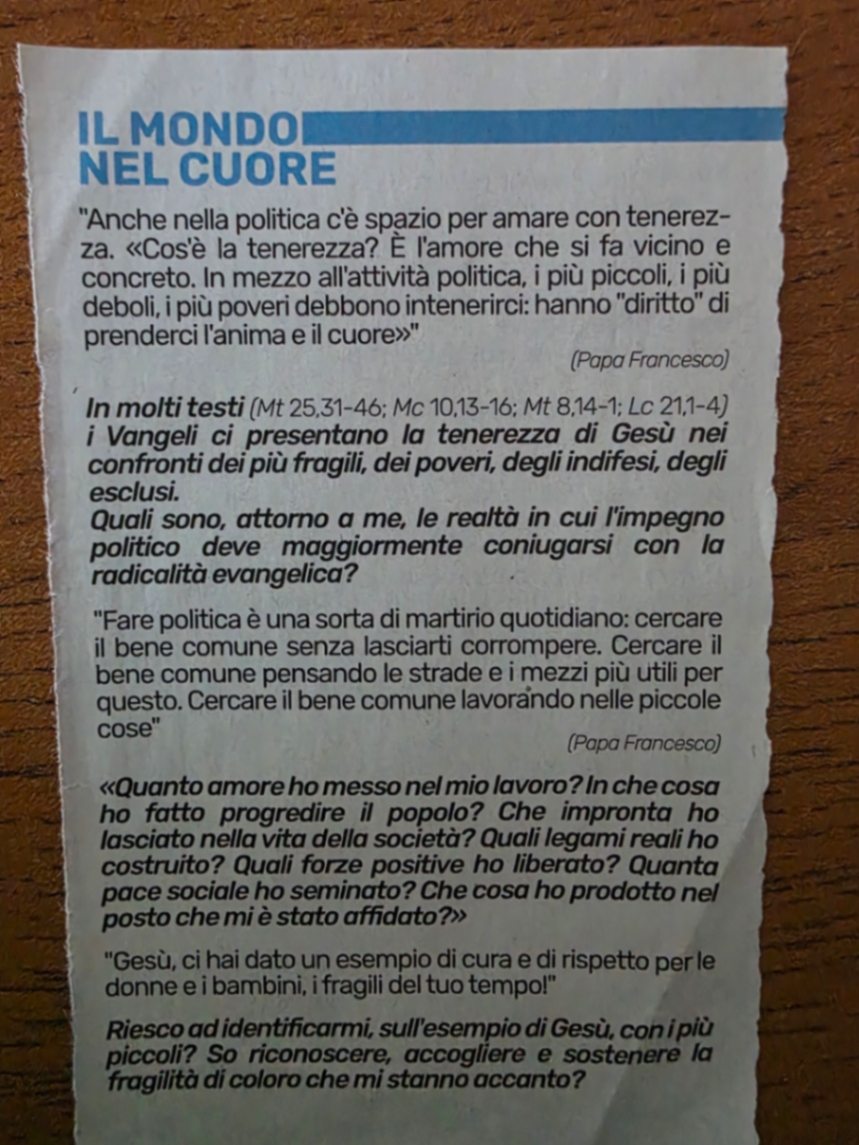 IL MONDO
NEL CUORE
"Anche nella politica c'è spazio per amare con tenerez-
za. «Cos'è la tenerezza? È l'amore che si fa vicino e
concreto. In mezzo all'attività politica, i più piccoli, i più
deboli, i più poveri debbono intenerirci: hanno "diritto" di
prenderci l'anima e il cuore»"
(Papa Francesco)
In molti testi (Mt 25,31-46; Mc 10,13-16; Mt 8,14-1; Lc 21,1-4)
i Vangeli ci presentano la tenerezza di Gesù nei
confronti dei più fragili, dei poveri, degli indifesi, degli
esclusi.
Quali sono, attorno a me, le realtà in cui l'impegno
politico deve maggiormente coniugarsi con la
radicalità evangelica?
"Fare politica è una sorta di martirio quotidiano: cercare
il bene comune senza lasciarti corrompere. Cercare il
bene comune pensando le strade e i mezzi più utili per
questo. Cercare il bene comune lavorando nelle piccole
cose"
(Papa Francesco)
«Quanto amore ho messo nel mio lavoro? In che cosa
ho fatto progredire il popolo? Che impronta ho
lasciato nella vita della società? Quali legami reali ho
costruito? Quali forze positive ho liberato? Quanta
pace sociale ho seminato? Che cosa ho prodotto nel
posto che mi è stato affidato?»
"Gesù, ci hai dato un esempio di cura e di rispetto per le
donne e i bambini, i fragili del tuo tempo!"
Riesco ad identificarmi, sull'esempio di Gesù, con i più
piccoli? So riconoscere, accogliere e sostenere la
fragilità di coloro che mi stanno accanto?